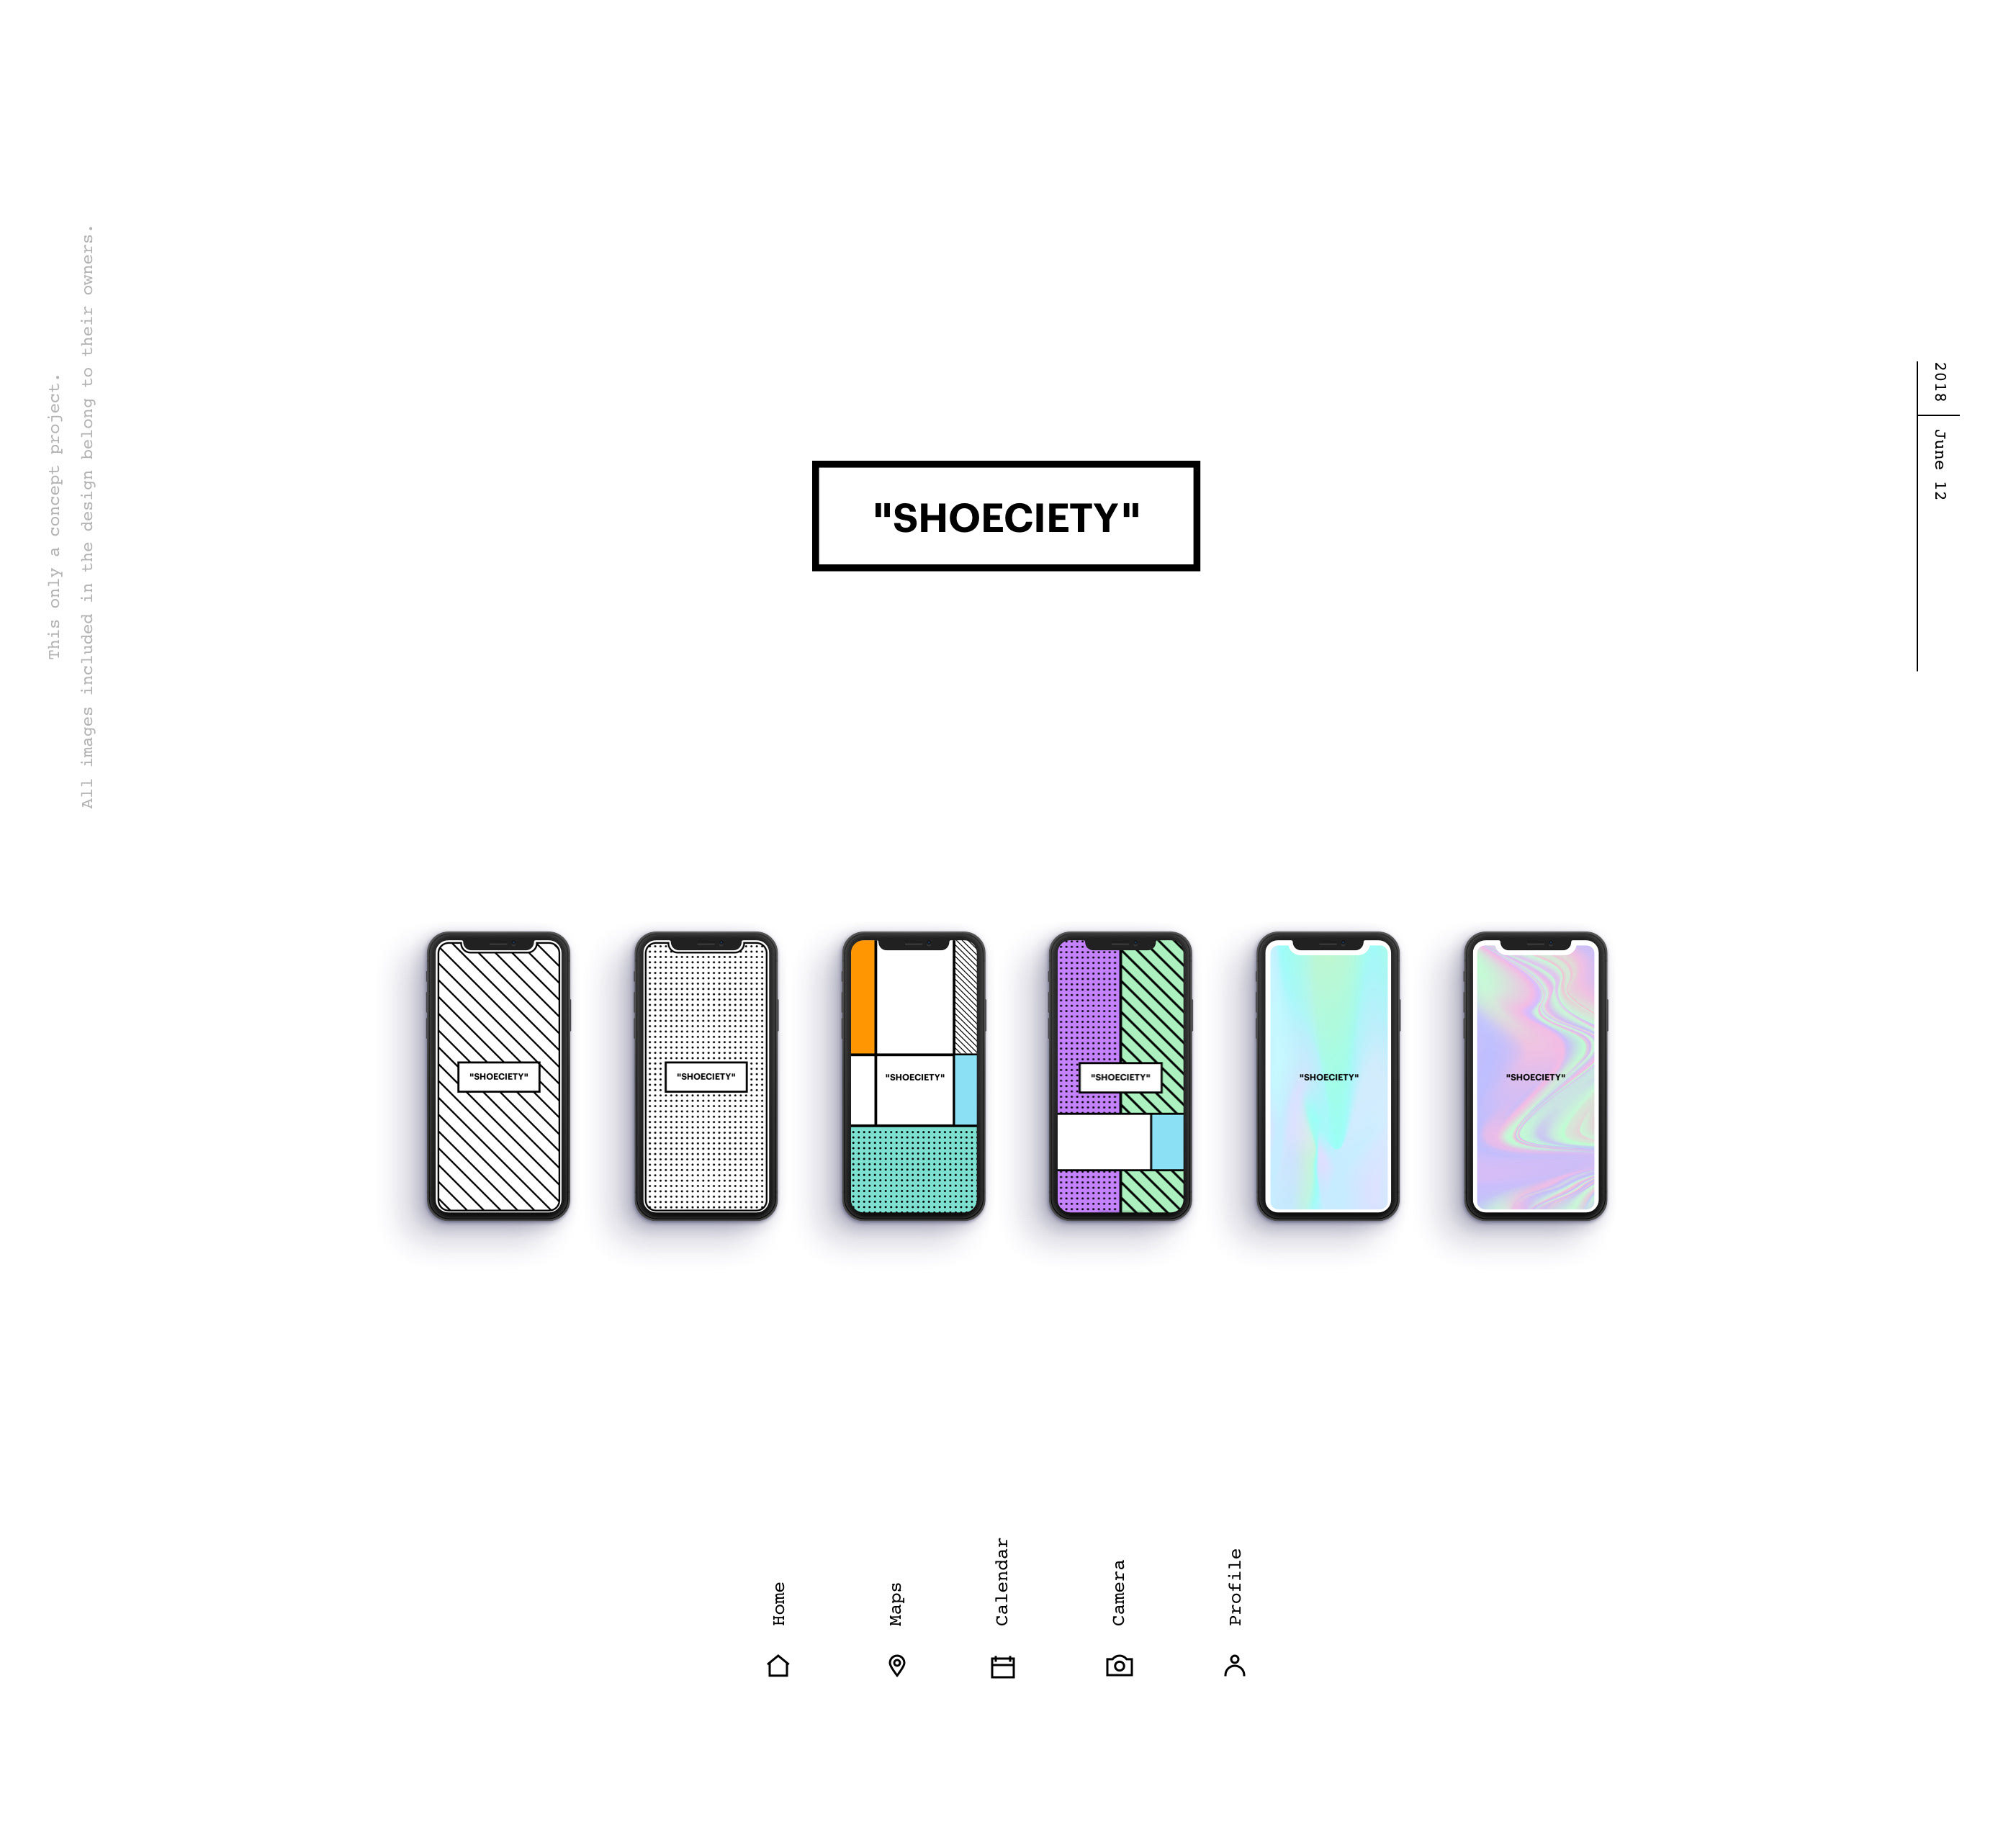 This only a concept project.
All images included in the design belong to their owners.
2018
June 12
"SHOECIETY"
"SHOECIETY"
"SHOECIETY"
"SHOECIETY"
"SHOECIETY"
"SHOECIETY"
"SHOECIETY"
Home
Maps
Calendar
Camera
Profile